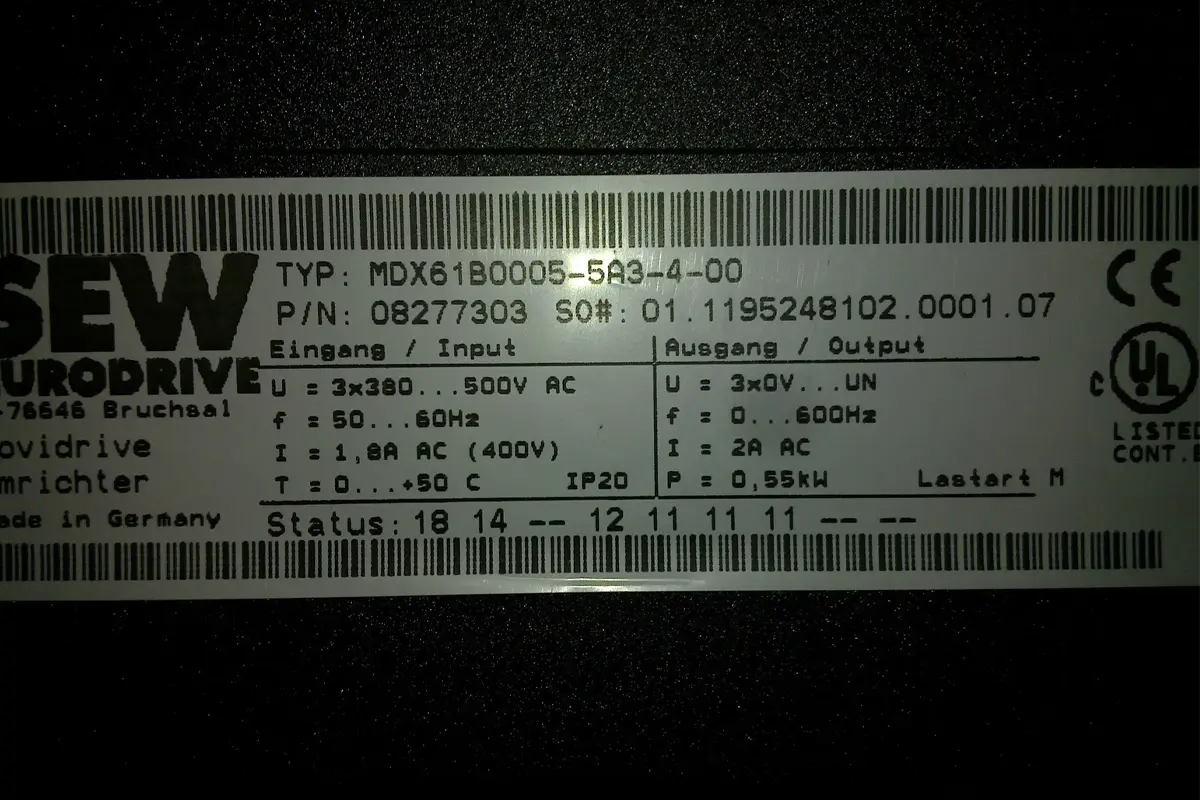 SEW
EURODRIVE
-76646 Bruchsal
ovidrive
mrichter
ade in Germany
TYP: MDX61B0005-5A3-4-00
P/N: 08277303 SO#: 01.1195248102.0001.07
Eingang / Input
U = 3x380...500V AC
f = 50...60Hz
I = 1,8A AC (400V)
T = 0...+50 C IP20
Ausgang / Output
U = 3x0V...UN
f = 0...600Hz
I = 2A AC
P = 0,55kW Lastart M
Status: 18 14 -- 12 11 11 11 -- --
CE
C UL
LISTED
CONT.E